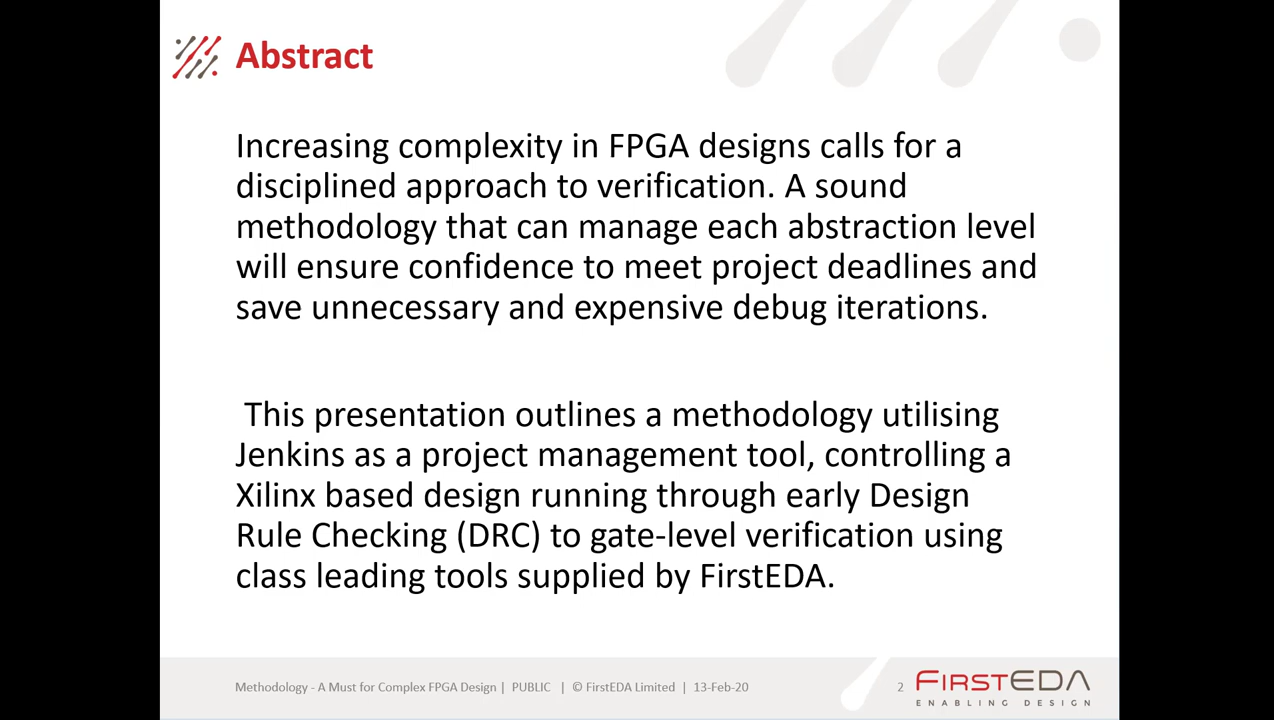 Abstract
Increasing complexity in FPGA designs calls for a
disciplined approach to verification. A sound
methodology that can manage each abstraction level
will ensure confidence to meet project deadlines and
save unnecessary and expensive debug iterations.
This presentation outlines a methodology utilising
Jenkins as a project management tool, controlling a
Xilinx based design running through early Design
Rule Checking (DRC) to gate-level verification using
class leading tools supplied by FirstEDA.
Methodology - A Must for Complex FPGA Design | PUBLIC | © FirstEDA Limited | 13-Feb-20
2
FIRSTEDA
ENABLING DESIGN